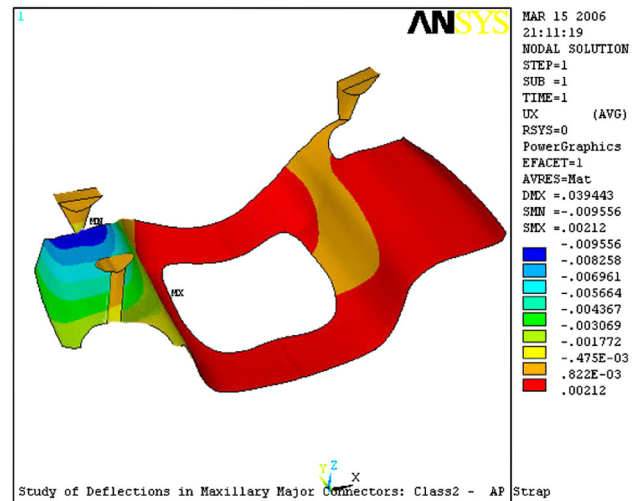 1
ANSYS
MAR 15 2006
21:11:19
NODAL SOLUTION
STEP=1
SUB =1
TIME=1
UX (AVG)
RSYS=0
PowerGraphics
EFACET=1
AVRES=Mat
DMX =.039443
SMN =-.009556
SMX =.00212
-.009556
-.008258
-.006961
-.005664
-.004367
-.003069
-.001772
-.475E-03
.822E-03
.00212
MN
MX
Y Z X
Study of Deflections in Maxillary Major Connectors: Class2 - AP Strap